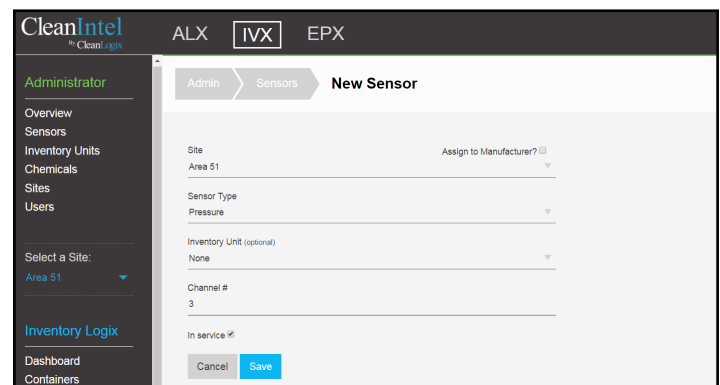 CleanIntel
By CleanLogix
ALX IVX EPX
Administrator
Overview
Sensors
Inventory Units
Chemicals
Sites
Users
Select a Site:
Area 51
Inventory Logix
Dashboard
Containers
Admin Sensors New Sensor
Site Assign to Manufacturer?
Area 51
Sensor Type
Pressure
Inventory Unit (optional)
None
Channel #
3
In service
Cancel Save